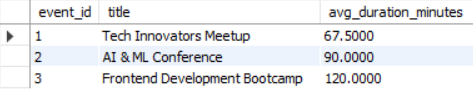 event_id title avg_duration_minutes
1 Tech Innovators Meetup 67.5000
2 AI & ML Conference 90.0000
3 Frontend Development Bootcamp 120.0000